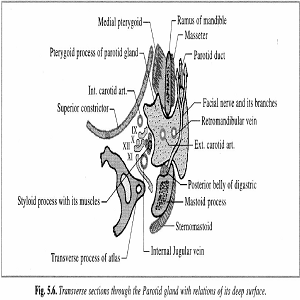 Medial pterygoid
Ramus of mandible
Masseter
Pterygoid process of parotid gland
Parotid duct
Int. carotid art.
Superior constrictor
Facial nerve and its branches
Retromandibular vein
IX
X
XII
XI
Ext. carotid art.
Posterior belly of digastric
Styloid process with its muscles
Mastoid process
Sternomastoid
Internal Jugular vein
Transverse process of atlas
Fig. 5.6. Transverse sections through the Parotid gland with relations of its deep surface.